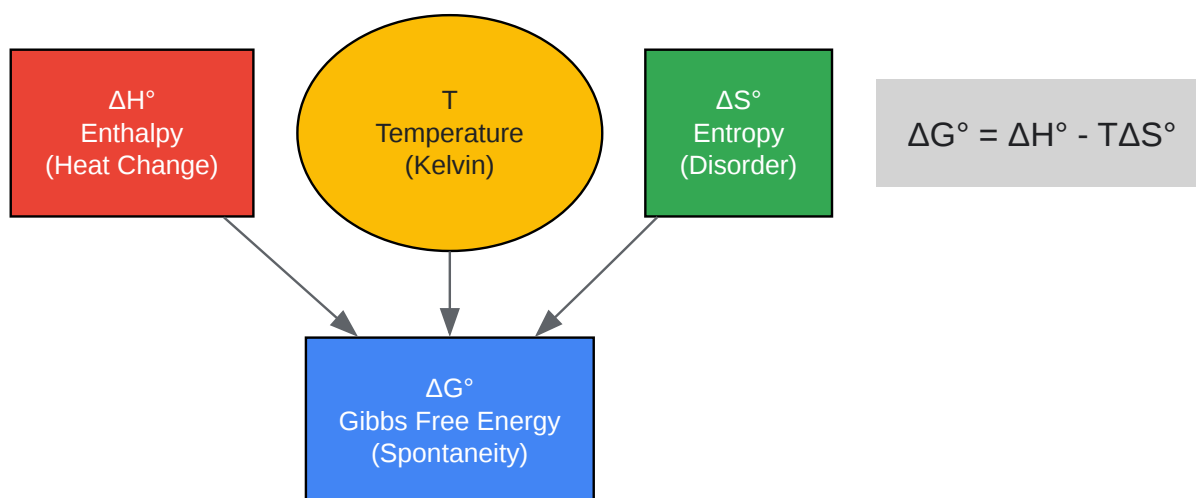 ΔH°
Enthalpy
(Heat Change)
T
Temperature
(Kelvin)
ΔS°
Entropy
(Disorder)
ΔG° = ΔH° - TΔS°
ΔG°
Gibbs Free Energy
(Spontaneity)